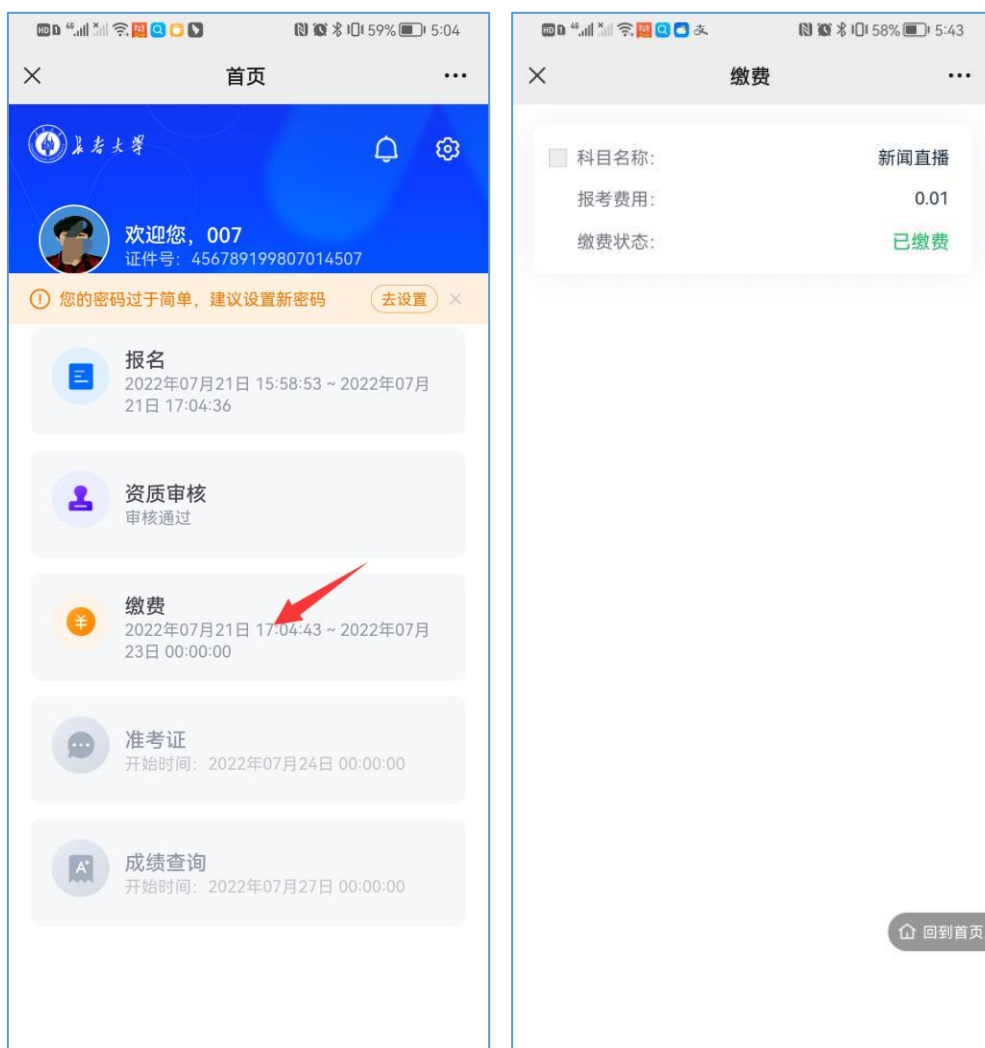 59% 5:04
首页
长春大学
欢迎您，007
证件号：456789199807014507
您的密码过于简单，建议设置新密码
去设置
报名
2022年07月21日 15:58:53 ~ 2022年07月
21日 17:04:36
资质审核
审核通过
缴费
2022年07月21日 17:04:43 ~ 2022年07月
23日 00:00:00
准考证
开始时间：2022年07月24日 00:00:00
成绩查询
开始时间：2022年07月27日 00:00:00
58% 5:43
缴费
科目名称：
新闻直播
报考费用：
0.01
缴费状态：
已缴费
回到首页